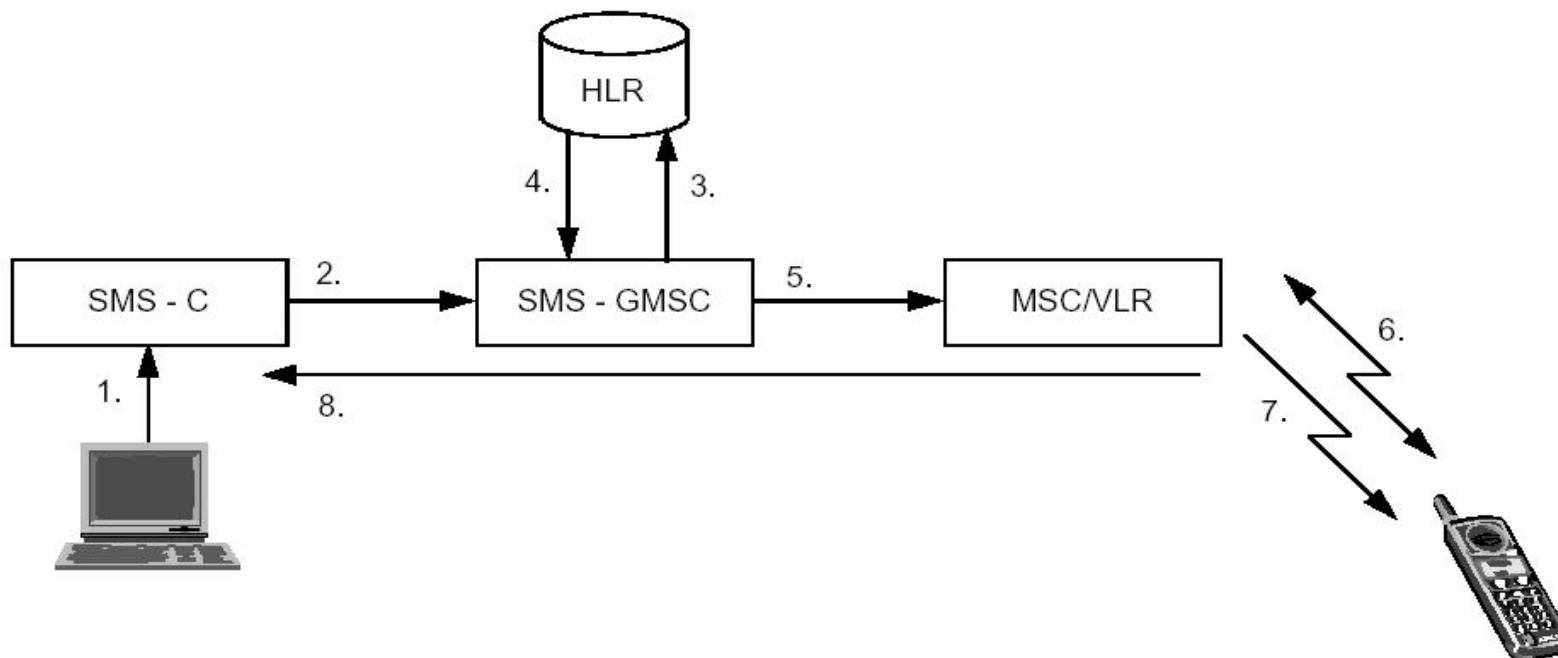 HLR
4.
3.
SMS - C
2.
SMS - GMSC
5.
MSC/VLR
6.
1.
8.
7.